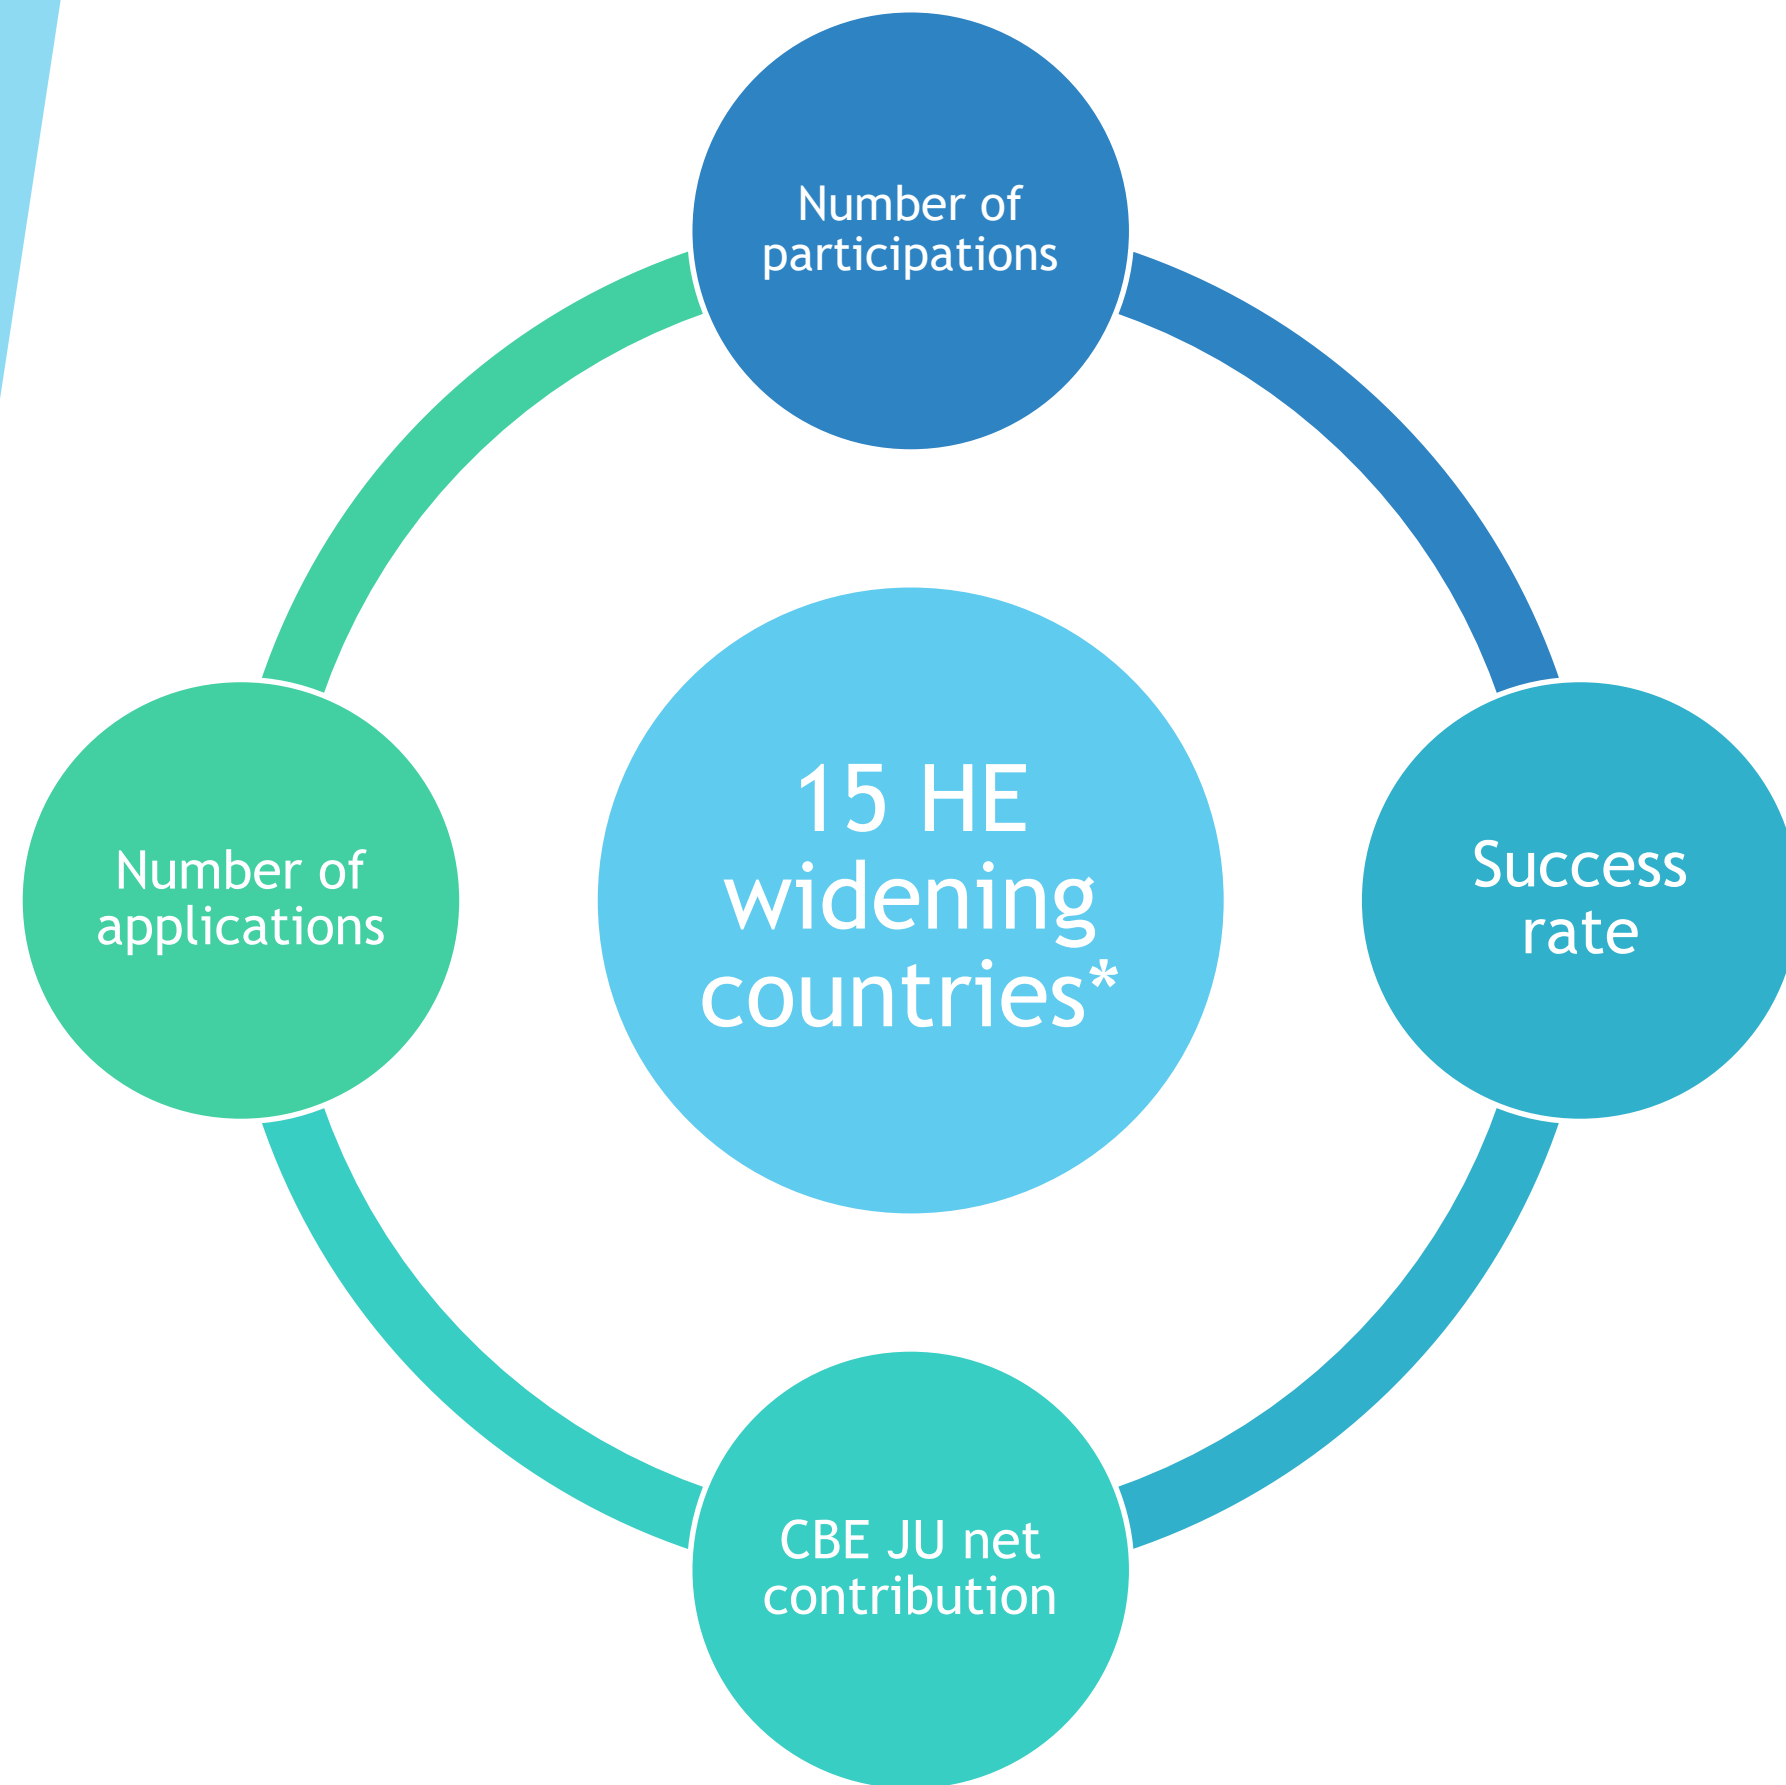 Number of
participations
15 HE
widening
countries*
Number of
applications
Success
rate
CBE JU net
contribution